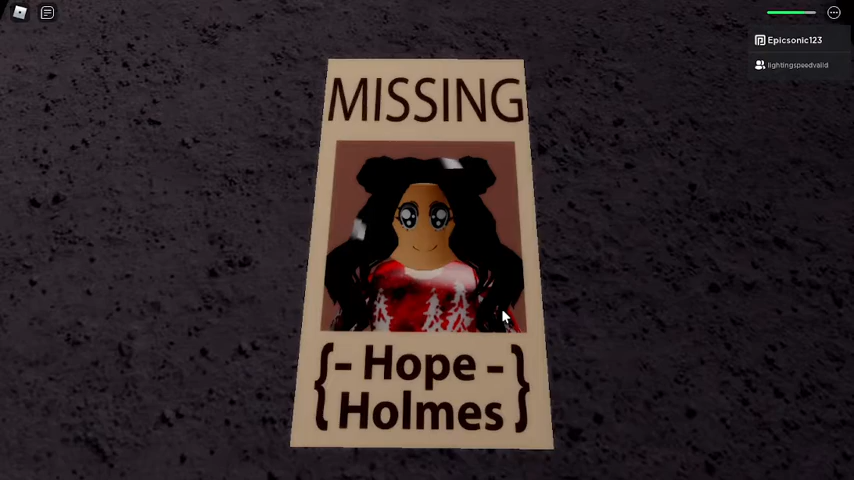 Epicsonic123
lightingspeedvalid
MISSING
{- Hope -}
Holmes